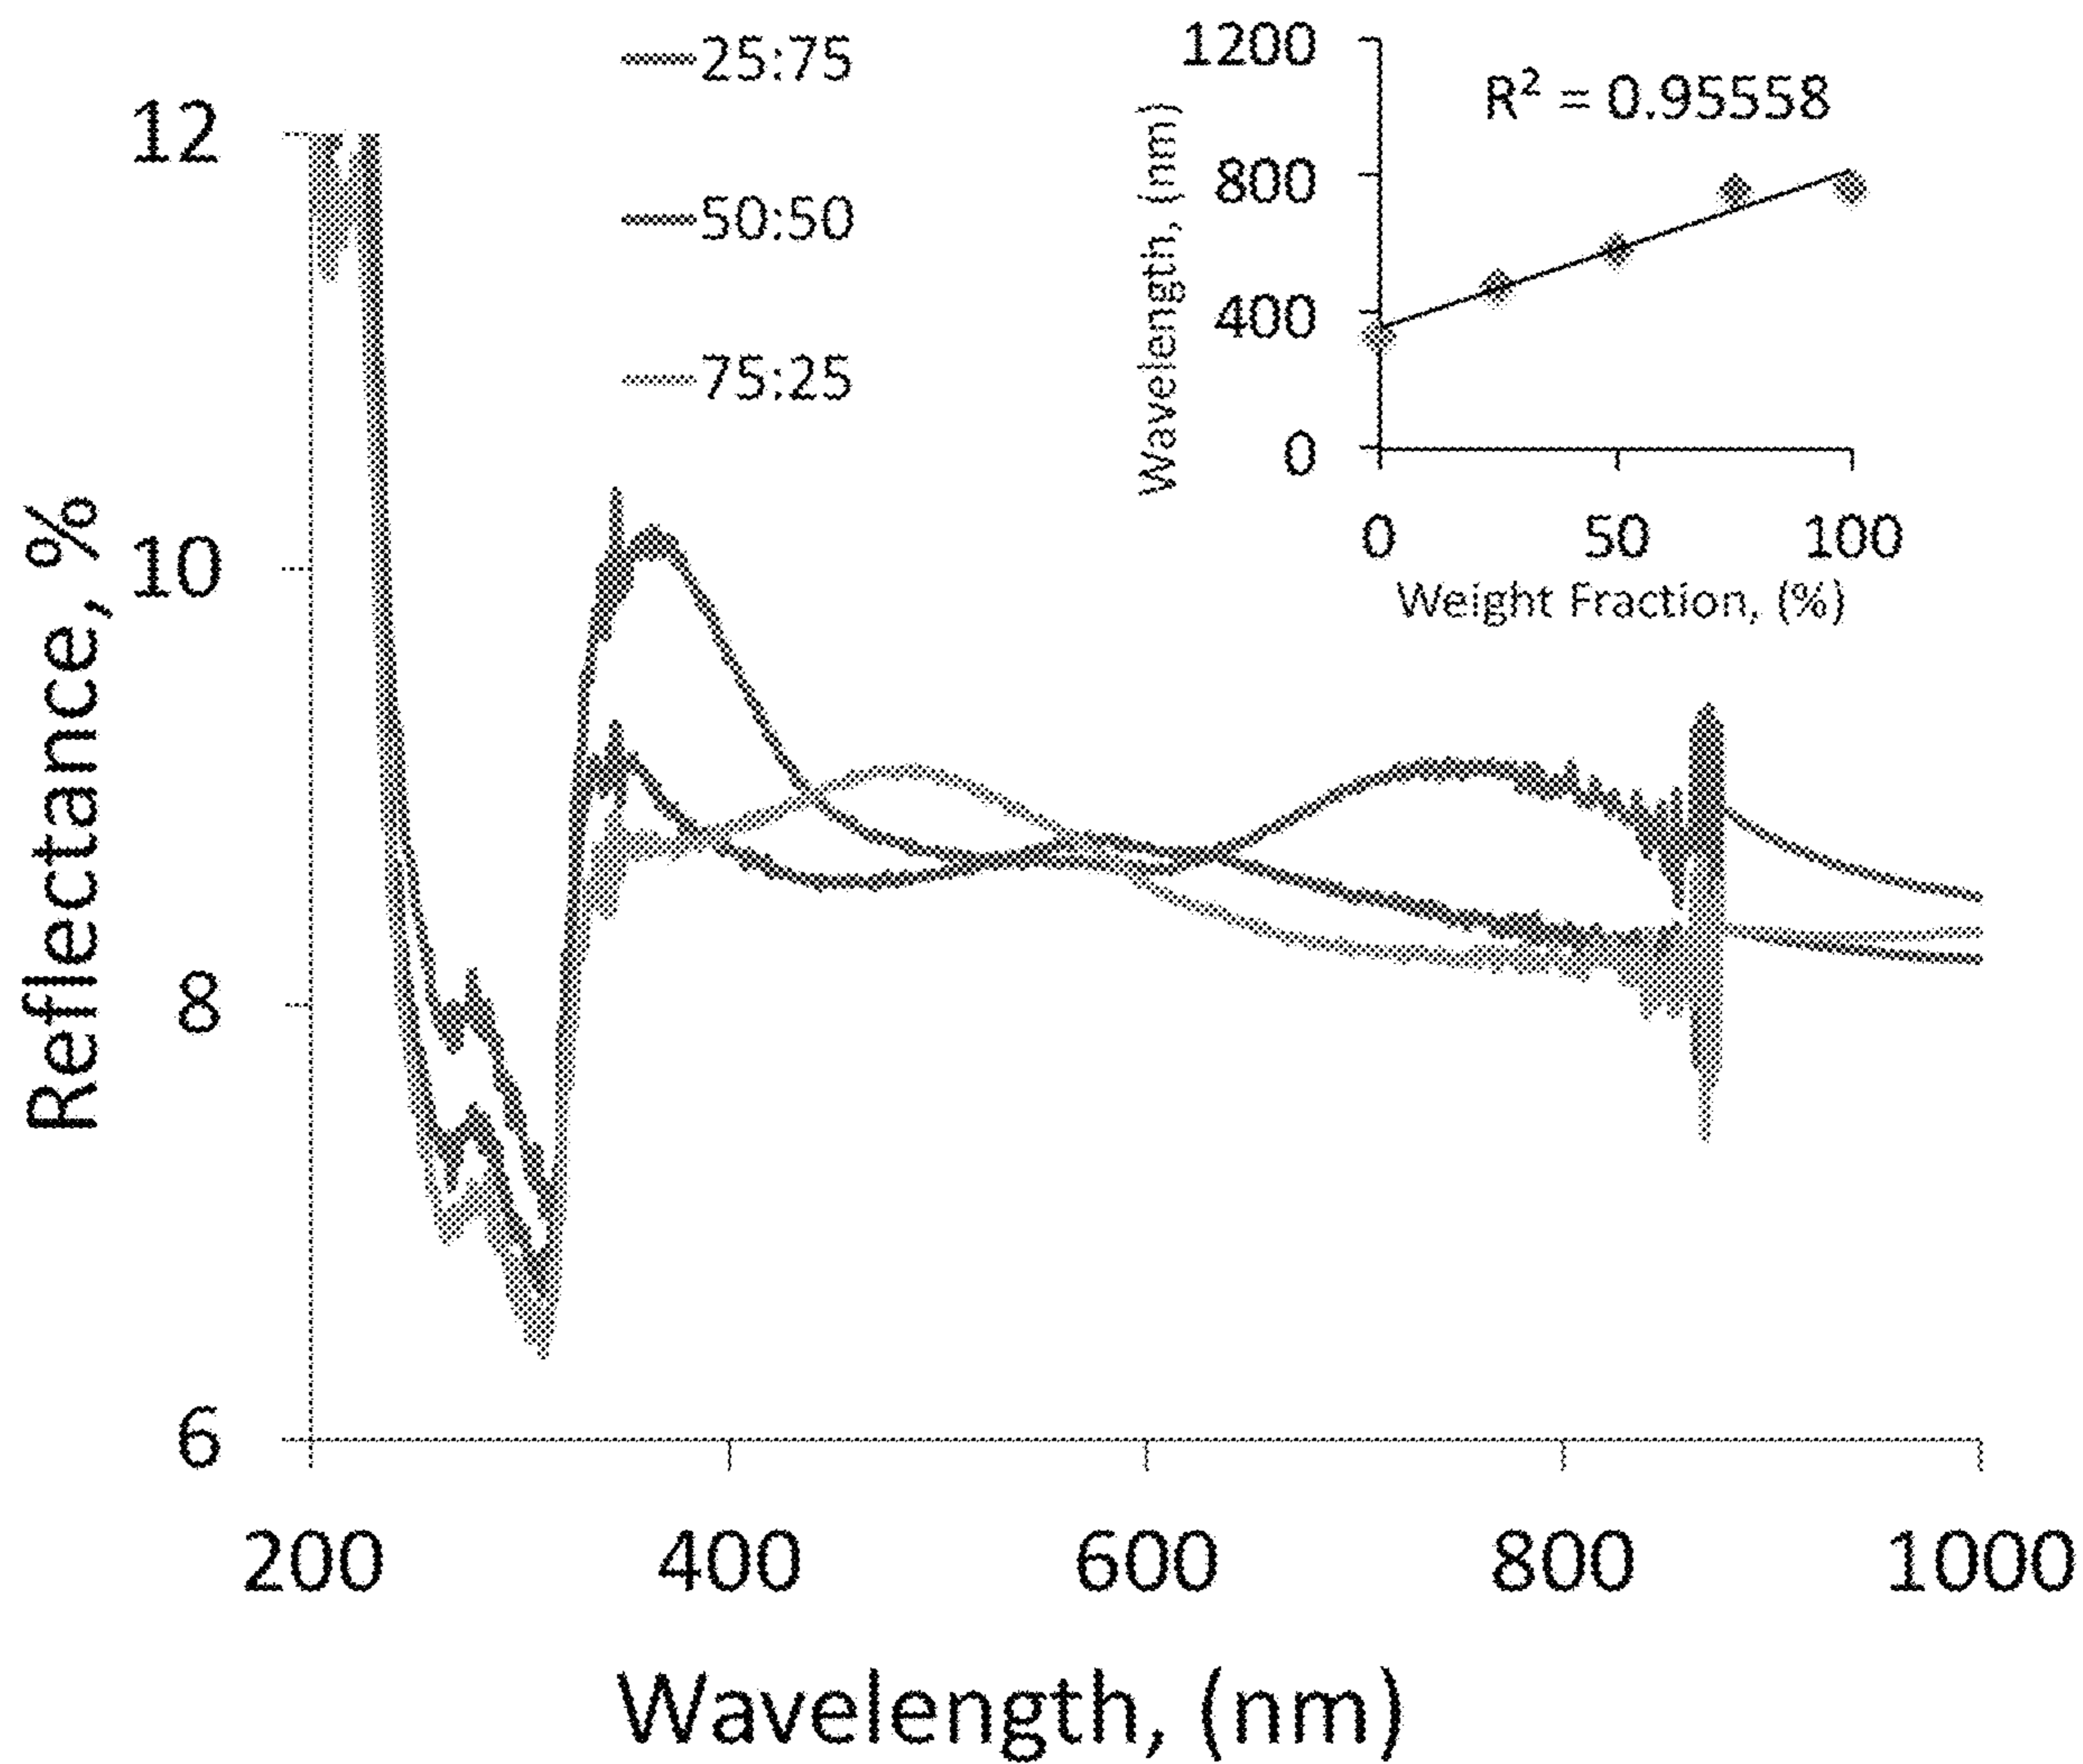 25:75
50:50
75:25
12
10
8
6
Reflectance, %
200 400 600 800 1000
Wavelength, (nm)
R² = 0.95558
1200
800
400
0
Wavelength, (nm)
0 50 100
Weight Fraction, (%)